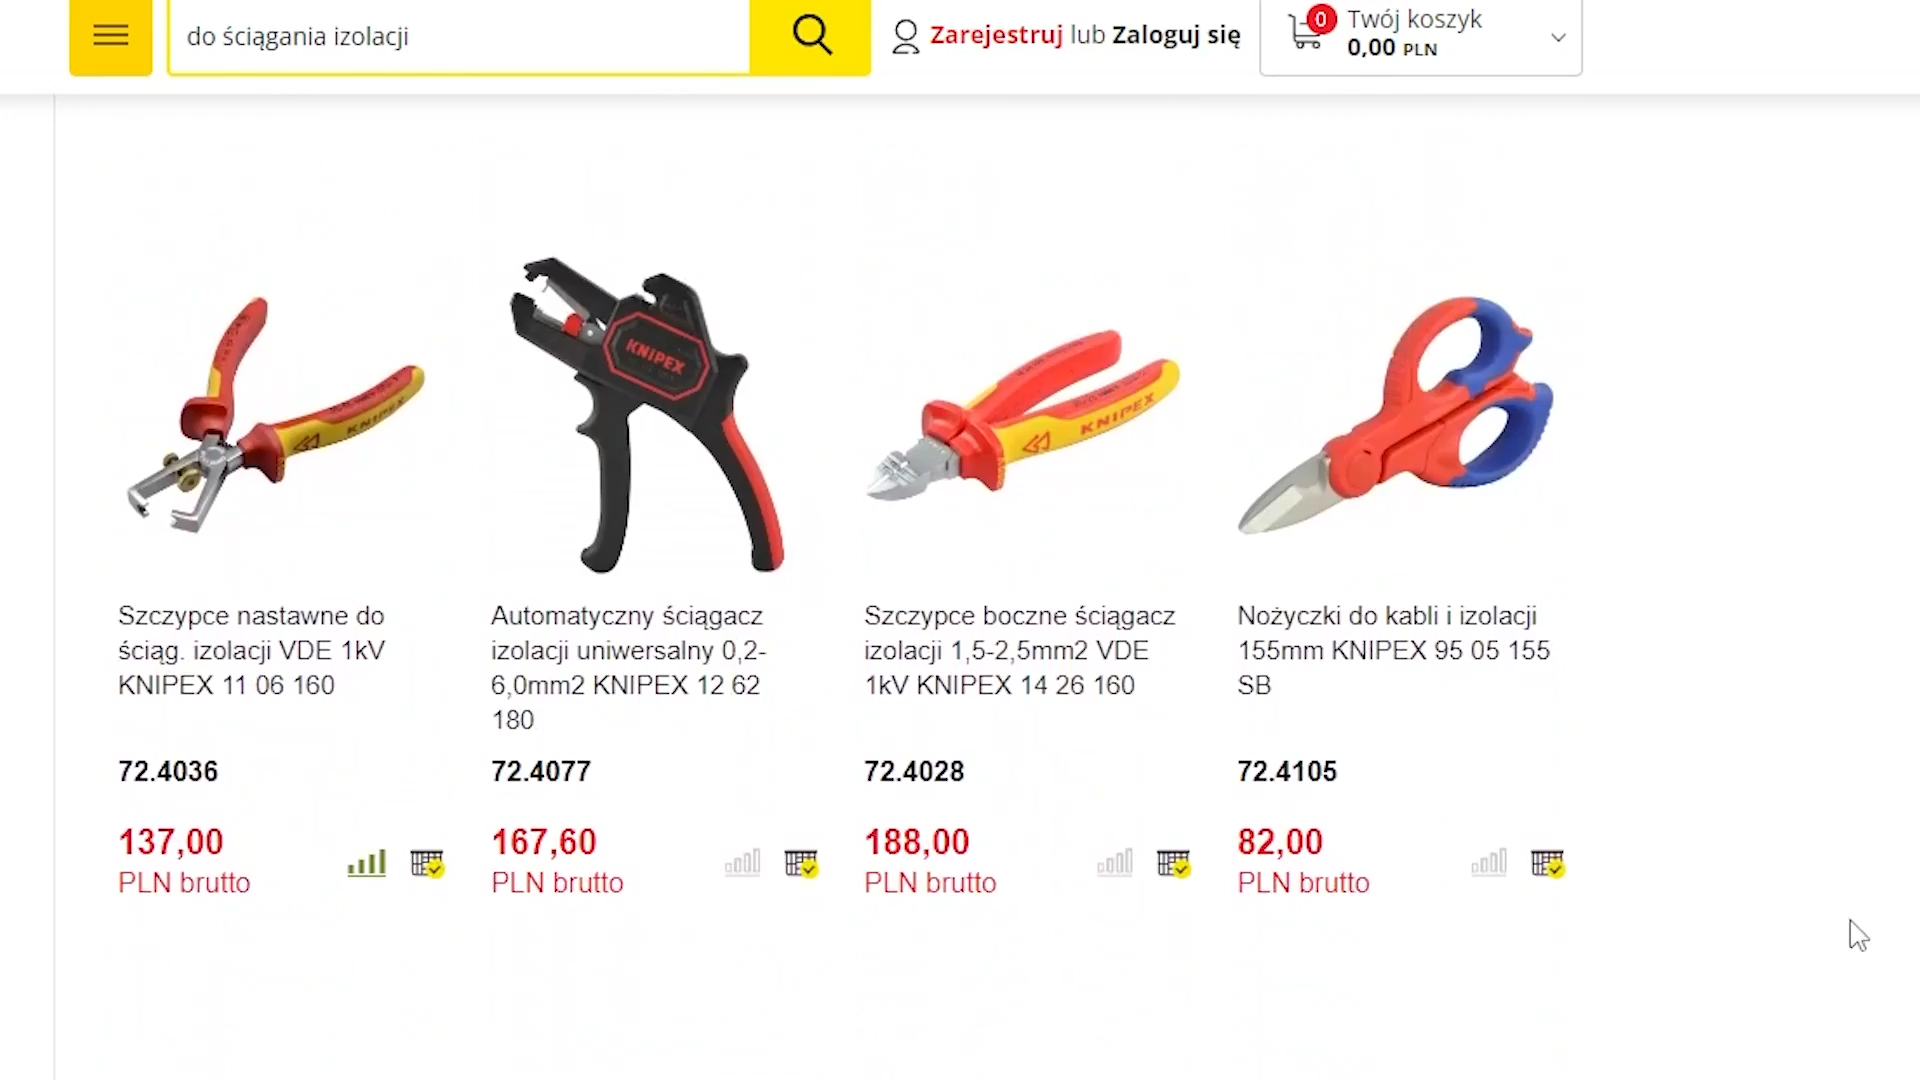 do ściągania izolacji
Zarejestruj lub Zaloguj się
0
Twój koszyk
0,00 PLN
KNIPEX
KNIPEX
KNIPEX
Szczypce nastawne do
ściąg. izolacji VDE 1kV
KNIPEX 11 06 160
72.4036
137,00
PLN brutto
Automatyczny ściągacz
izolacji uniwersalny 0,2-
6,0mm2 KNIPEX 12 62
180
72.4077
167,60
PLN brutto
Szczypce boczne ściągacz
izolacji 1,5-2,5mm2 VDE
1kV KNIPEX 14 26 160
72.4028
188,00
PLN brutto
Nożyczki do kabli i izolacji
155mm KNIPEX 95 05 155
SB
72.4105
82,00
PLN brutto